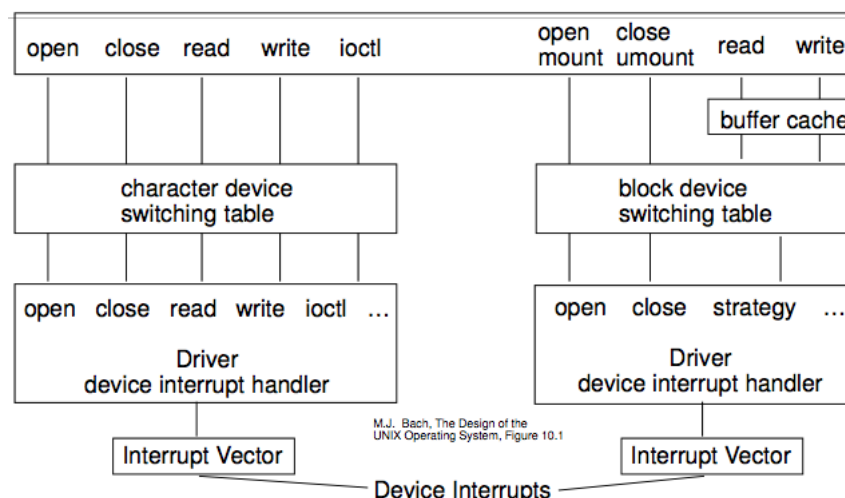 open close read write ioctl
open close read write
mount umount
buffer cache
character device
switching table
block device
switching table
open close read write ioctl ...
open close strategy ...
Driver
device interrupt handler
Driver
device interrupt handler
M.J. Bach, The Design of the
UNIX Operating System, Figure 10.1
Interrupt Vector
Interrupt Vector
Device Interrupts